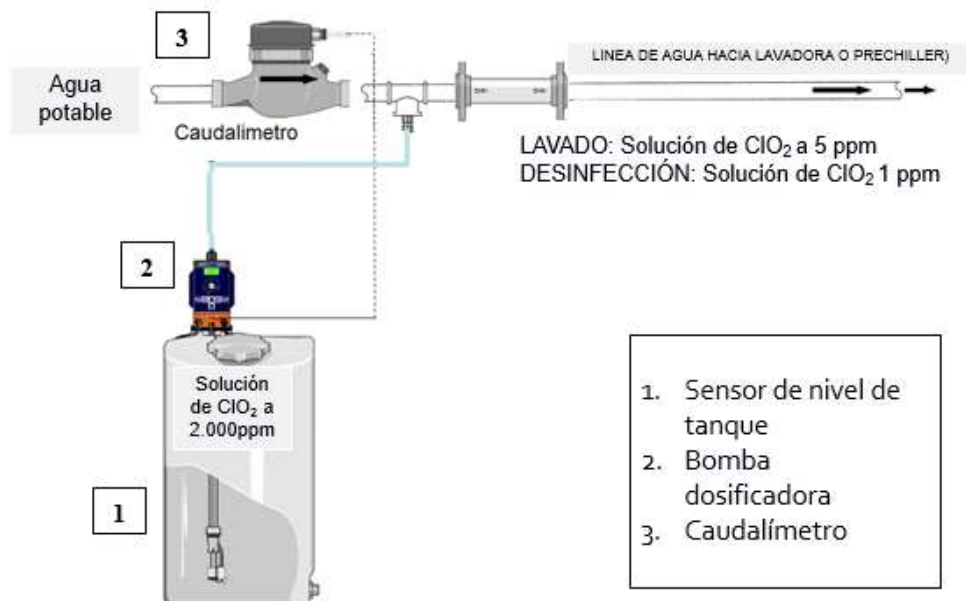 3
LINEA DE AGUA HACIA LAVADORA O PRECHILLER)
Agua
potable
Caudalimetro
LAVADO: Solución de ClO₂ a 5 ppm
DESINFECCIÓN: Solución de ClO₂ 1 ppm
2
Solución
de ClO₂ a
2.000ppm
1
1. Sensor de nivel de
tanque
2. Bomba
dosificadora
3. Caudalímetro